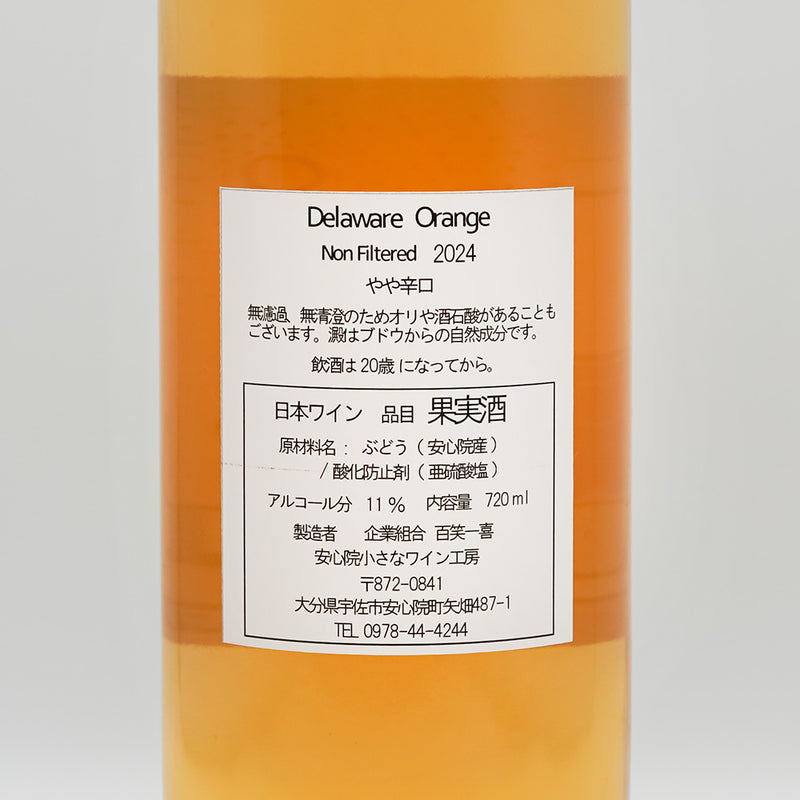 Delaware Orange
Non Filtered 2024
やや辛口
無濾過、無清澄のためオリや酒石酸があることも
ございます。澱はブドウからの自然成分です。
飲酒は20歳になってから。
日本ワイン 品目 果実酒
原材料名： ぶどう（安心院産）
/ 酸化防止剤（亜硫酸塩）
アルコール分 11% 内容量 720ml
製造者 企業組合 百笑一喜
安心院小さなワイン工房
〒872-0841
大分県宇佐市安心院町矢畑487-1
TEL 0978-44-4244